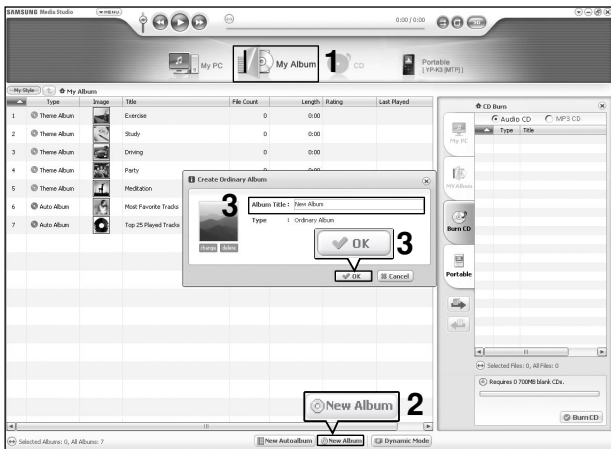 SAMSUNG Media Studio MENU
0:00 / 0:00
3D
My PC My Album 1 CD Portable
[ YP-K3 [MTP] ]
My Style My Album
Type Image Title File Count Length Rating Last Played
1 Theme Album Exercise 0 0:00
2 Theme Album Study 0 0:00
3 Theme Album Driving 0 0:00
4 Theme Album Party 0 0:00
5 Theme Album Meditation
6 Auto Album Most Favorite Tracks
7 Auto Album Top 25 Played Tracks
Create Ordinary Album
3
Album Title : New Album
Type : Ordinary Album
change delete
OK 3
OK Cancel
New Album 2
Selected Albums: 0, All Albums: 7
New Autoalbum New Album Dynamic Mode
CD Burn
Audio CD MP3 CD
Type Title
My PC
MY Album
Burn CD
Portable
Selected Files: 0, All Files: 0
Requires 0 700MB blank CDs.
Burn CD